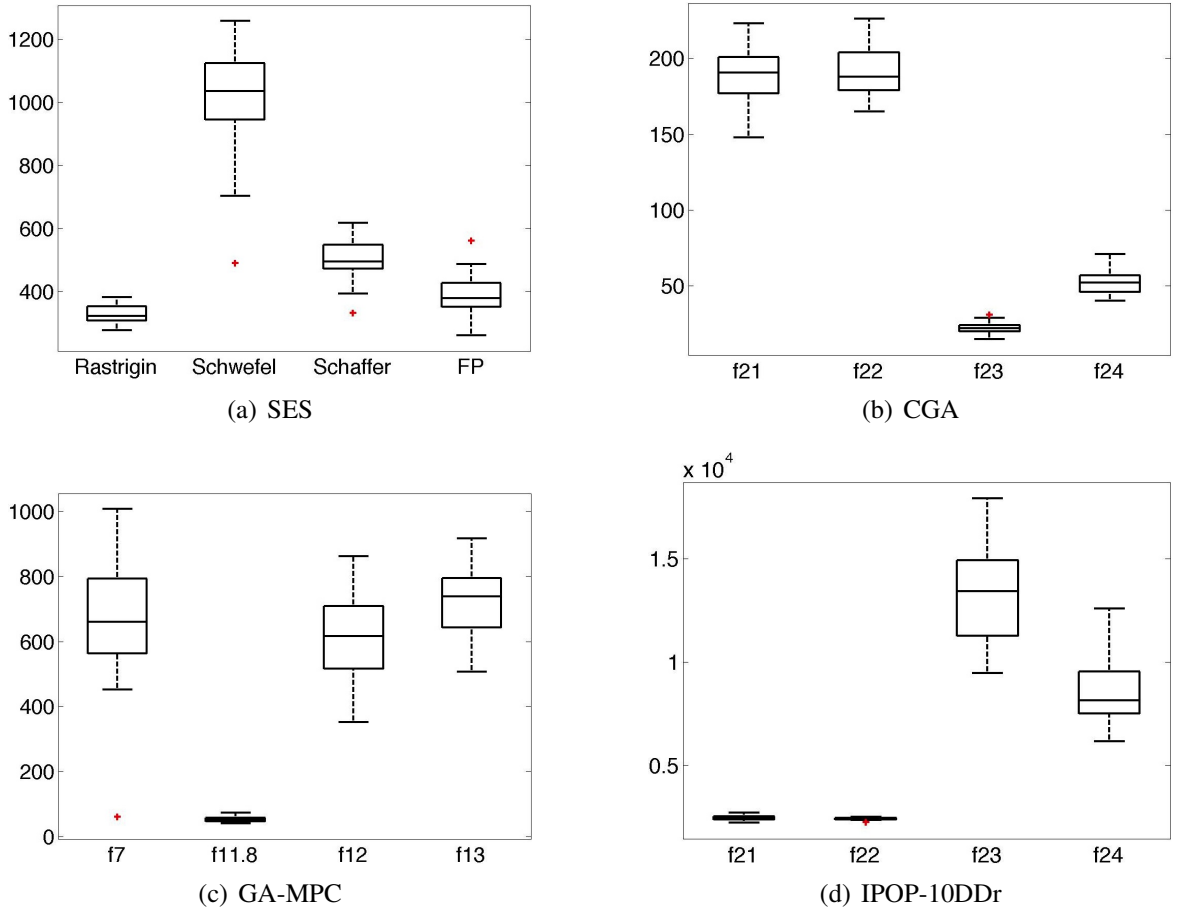 1200
1000
800
600
400
Rastrigin Schwefel Schaffer FP
(a) SES
200
150
100
50
f21 f22 f23 f24
(b) CGA
1000
800
600
400
200
0
f7 f11.8 f12 f13
(c) GA-MPC
x 10^4
1.5
1
0.5
f21 f22 f23 f24
(d) IPOP-10DDr